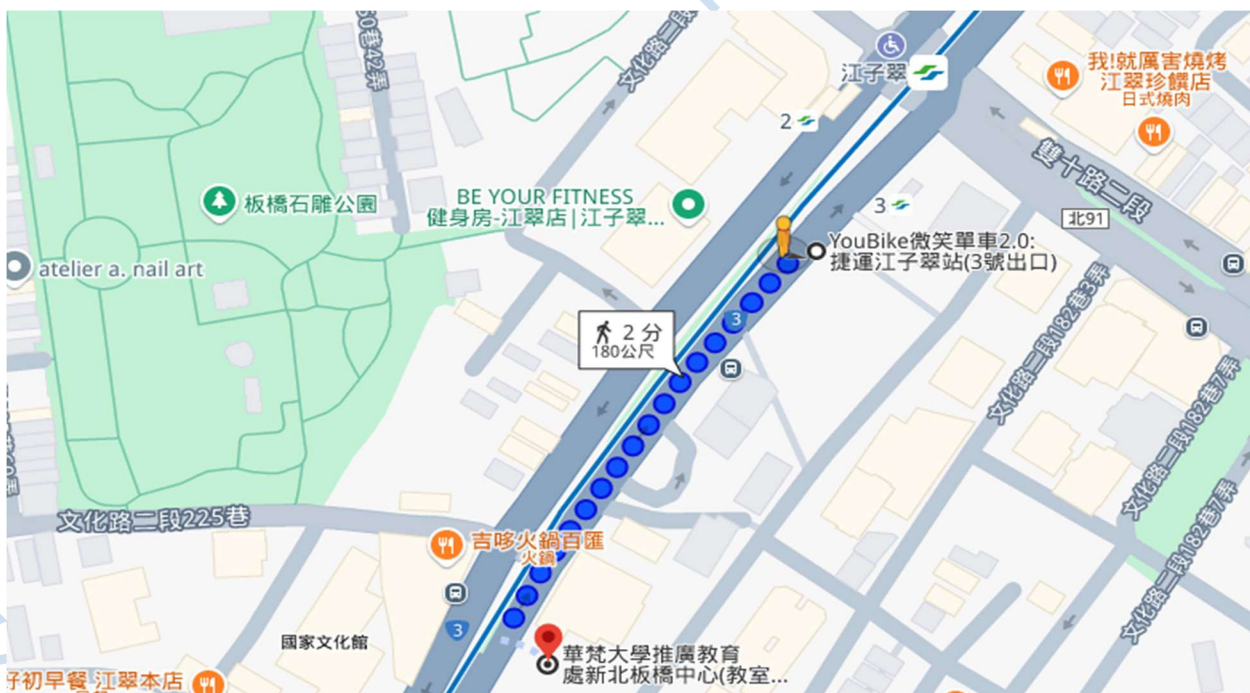 文化路二段
江子翠
我!就厲害燒烤
江翠珍饌店
日式燒肉
2
雙十路二段
板橋石雕公園
BE YOUR FITNESS
健身房-江翠店|江子翠...
3
北91
YouBike微笑單車2.0:
捷運江子翠站(3號出口)
atelier a. nail art
3
2 分
180公尺
文化路二段182巷3弄
文化路二段182巷7弄
文化路二段225巷
吉哆火鍋百匯
火鍋
文化路二段182巷7弄
3
國家文化館
華梵大學推廣教育
處新北板橋中心(教室...
好初早餐 江翠本店